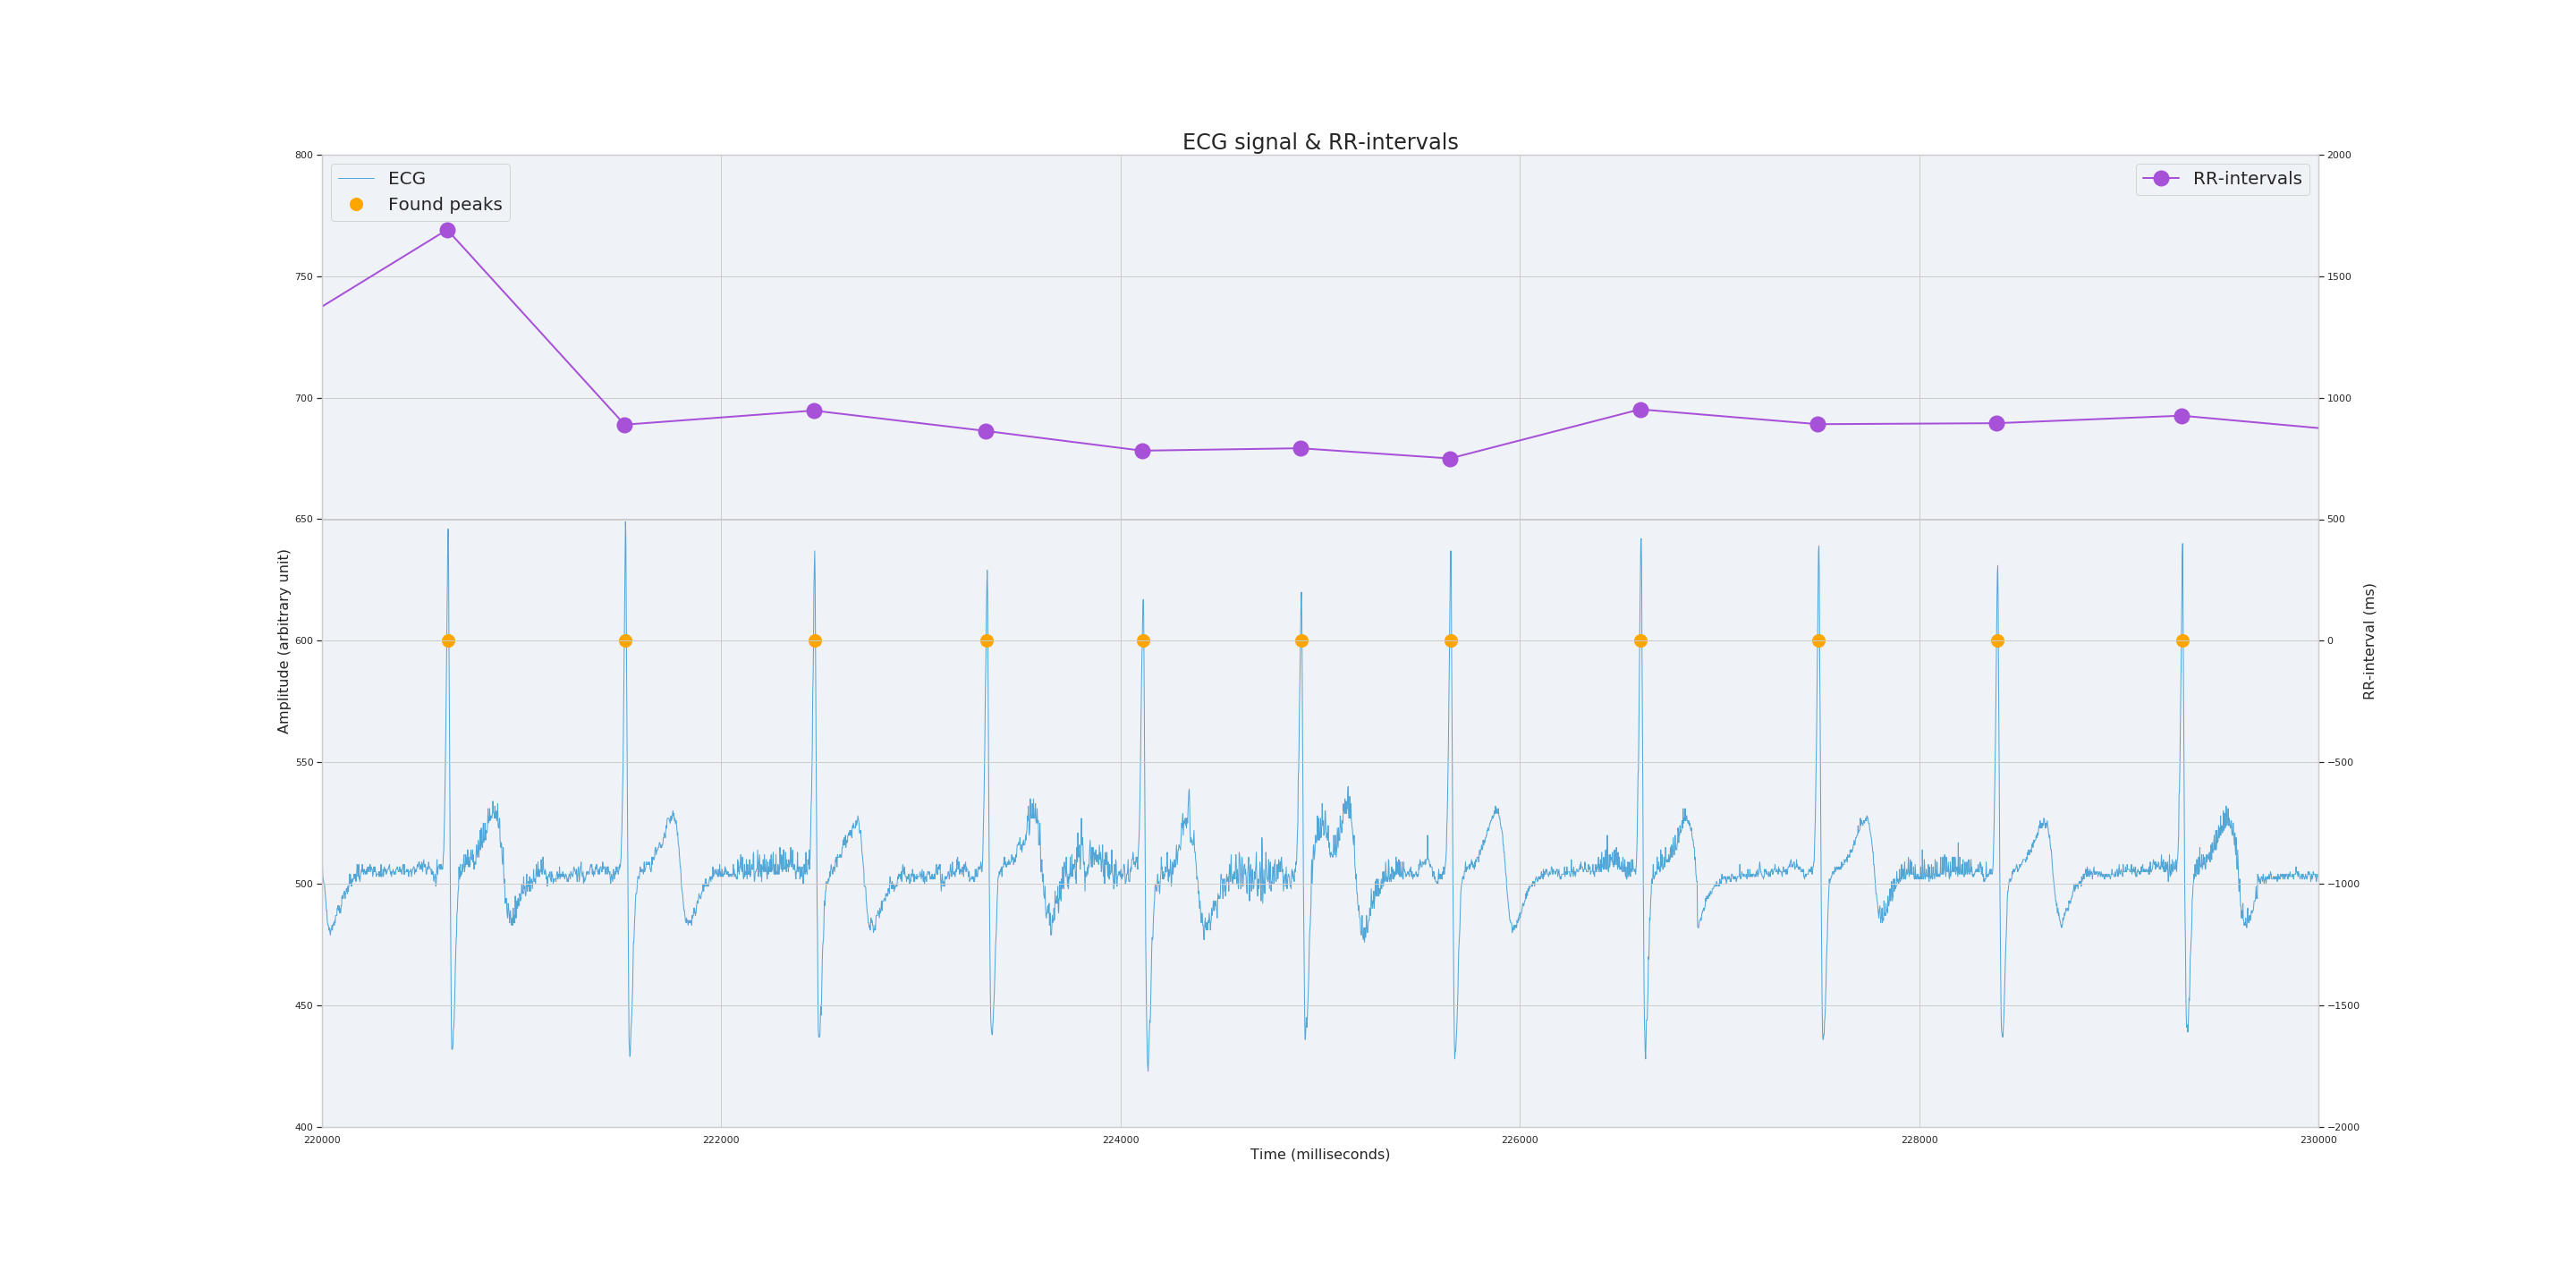 ECG signal & RR-intervals
ECG
Found peaks
RR-intervals
800
750
700
650
600
550
500
450
400
Amplitude (arbitrary unit)
2000
1500
1000
500
0
−500
−1000
−1500
−2000
RR-interval (ms)
220000 222000 224000 226000 228000 230000
Time (milliseconds)